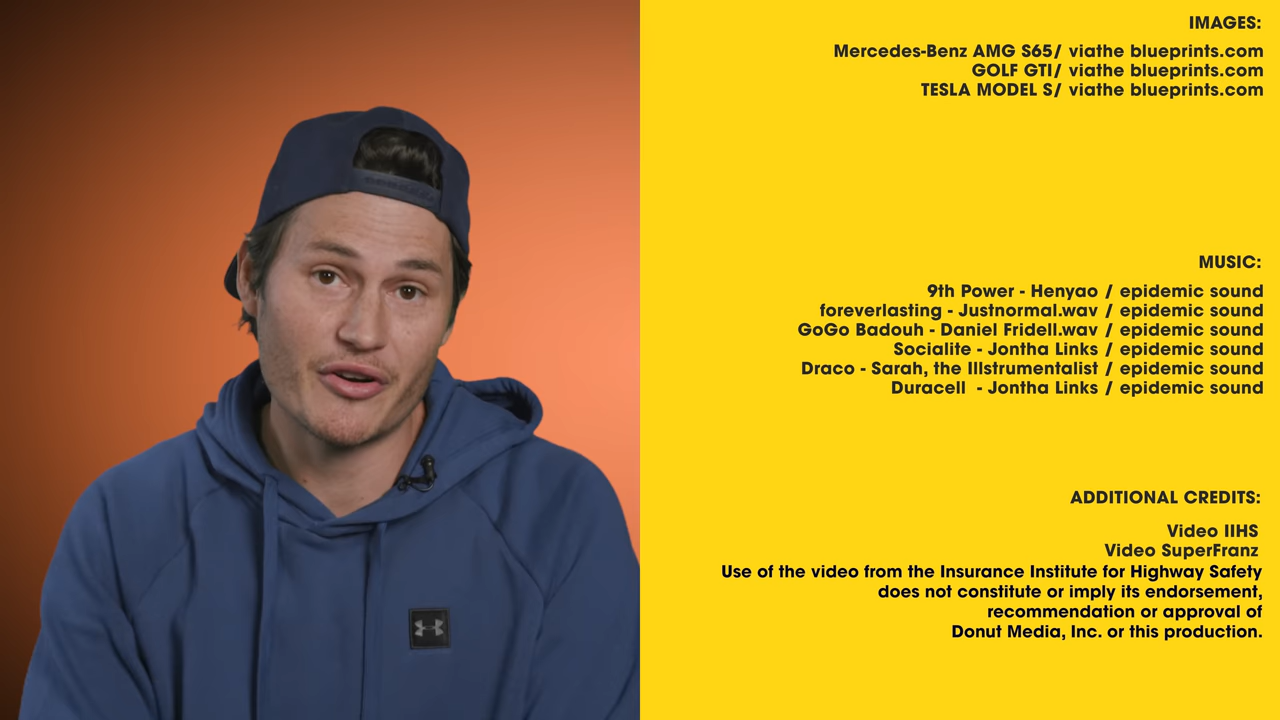 IMAGES:
Mercedes-Benz AMG S65/ viathe blueprints.com
GOLF GTI/ viathe blueprints.com
TESLA MODEL S/ viathe blueprints.com
MUSIC:
9th Power - Henyao / epidemic sound
foreverlasting - Justnormal.wav / epidemic sound
GoGo Badouh - Daniel Fridell.wav / epidemic sound
Socialite - Jontha Links / epidemic sound
Draco - Sarah, the Illstrumentalist / epidemic sound
Duracell  - Jontha Links / epidemic sound
ADDITIONAL CREDITS:
Video IIHS
Video SuperFranz
Use of the video from the Insurance Institute for Highway Safety
does not constitute or imply its endorsement,
recommendation or approval of
Donut Media, Inc. or this production.